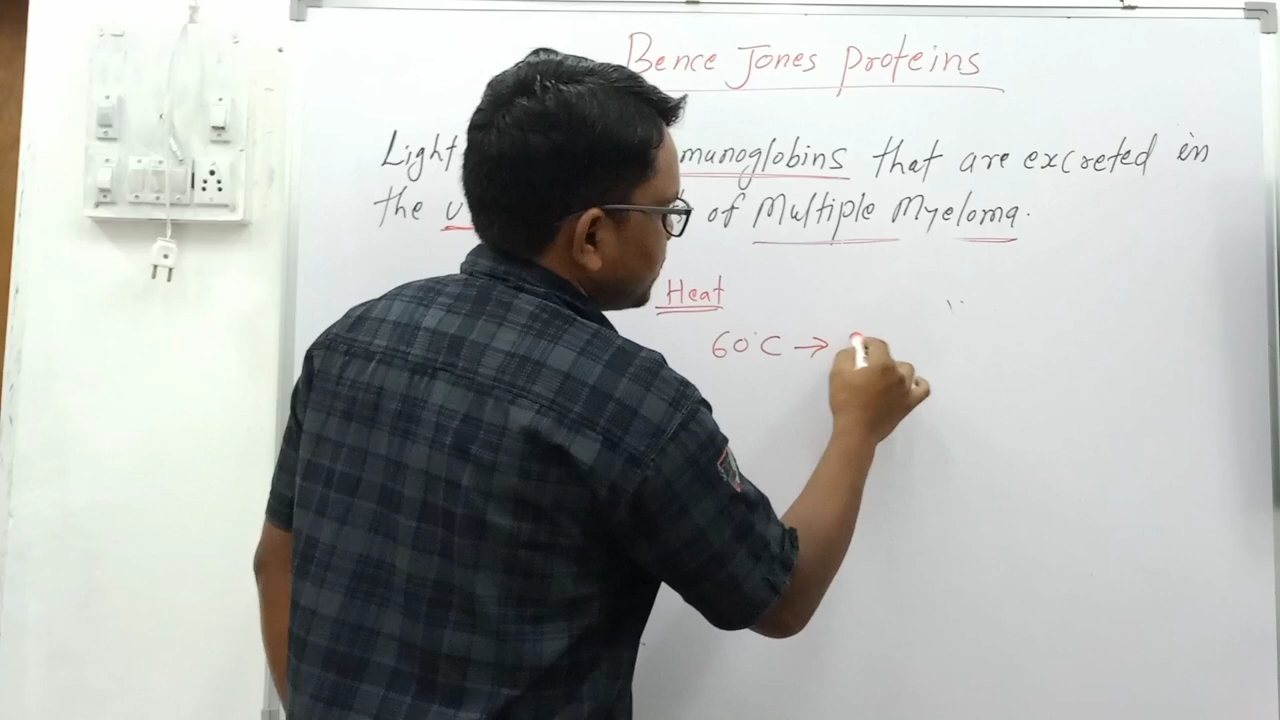 Bence Jones Proteins
Light munoglobins that are excreted in
the of Multiple Myeloma.
Heat
60°C →